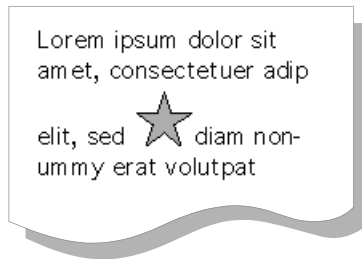 Lorem ipsum dolor sit
amet, consectetuer adip
elit, sed diam non-
ummy erat volutpat